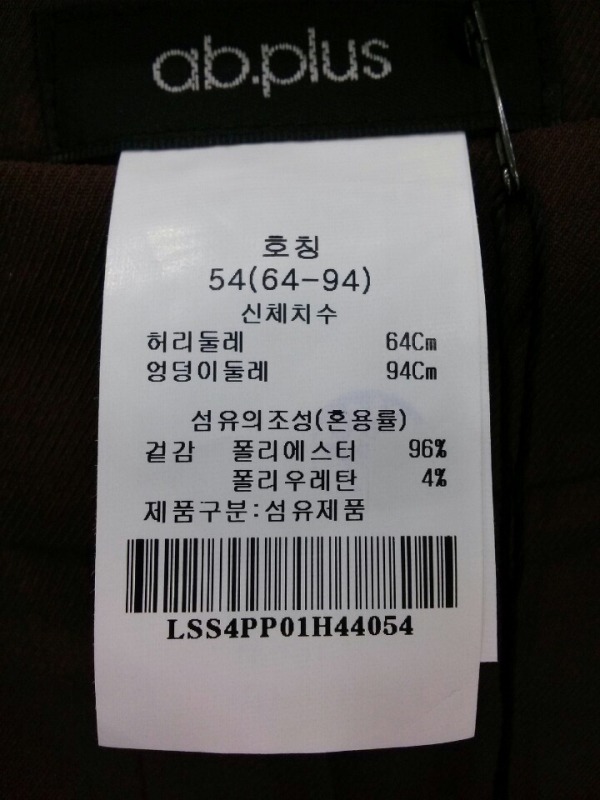 ab.plus
호칭
54(64-94)
신체치수
허리둘레 64Cm
엉덩이둘레 94Cm
섬유의조성(혼용률)
겉감 폴리에스터 96%
폴리우레탄 4%
제품구분:섬유제품
LSS4PP01H44054